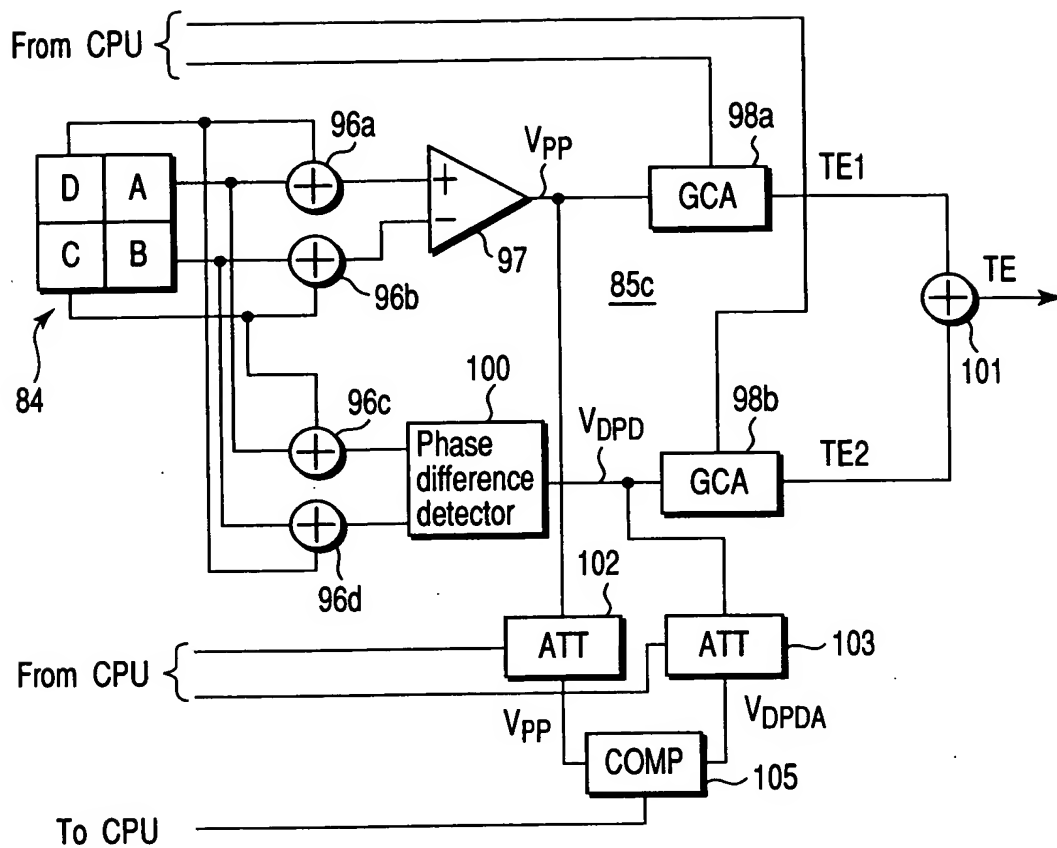 From CPU
96a
98a
VPP
TE1
D A
+
+
GCA
C B
+
−
97
TE
85c
+
96b
101
84
100
98b
96c
VDPD
TE2
+
Phase
difference
detector
GCA
+
102
96d
ATT
ATT
103
From CPU
VPP
VDPDA
COMP
105
To CPU